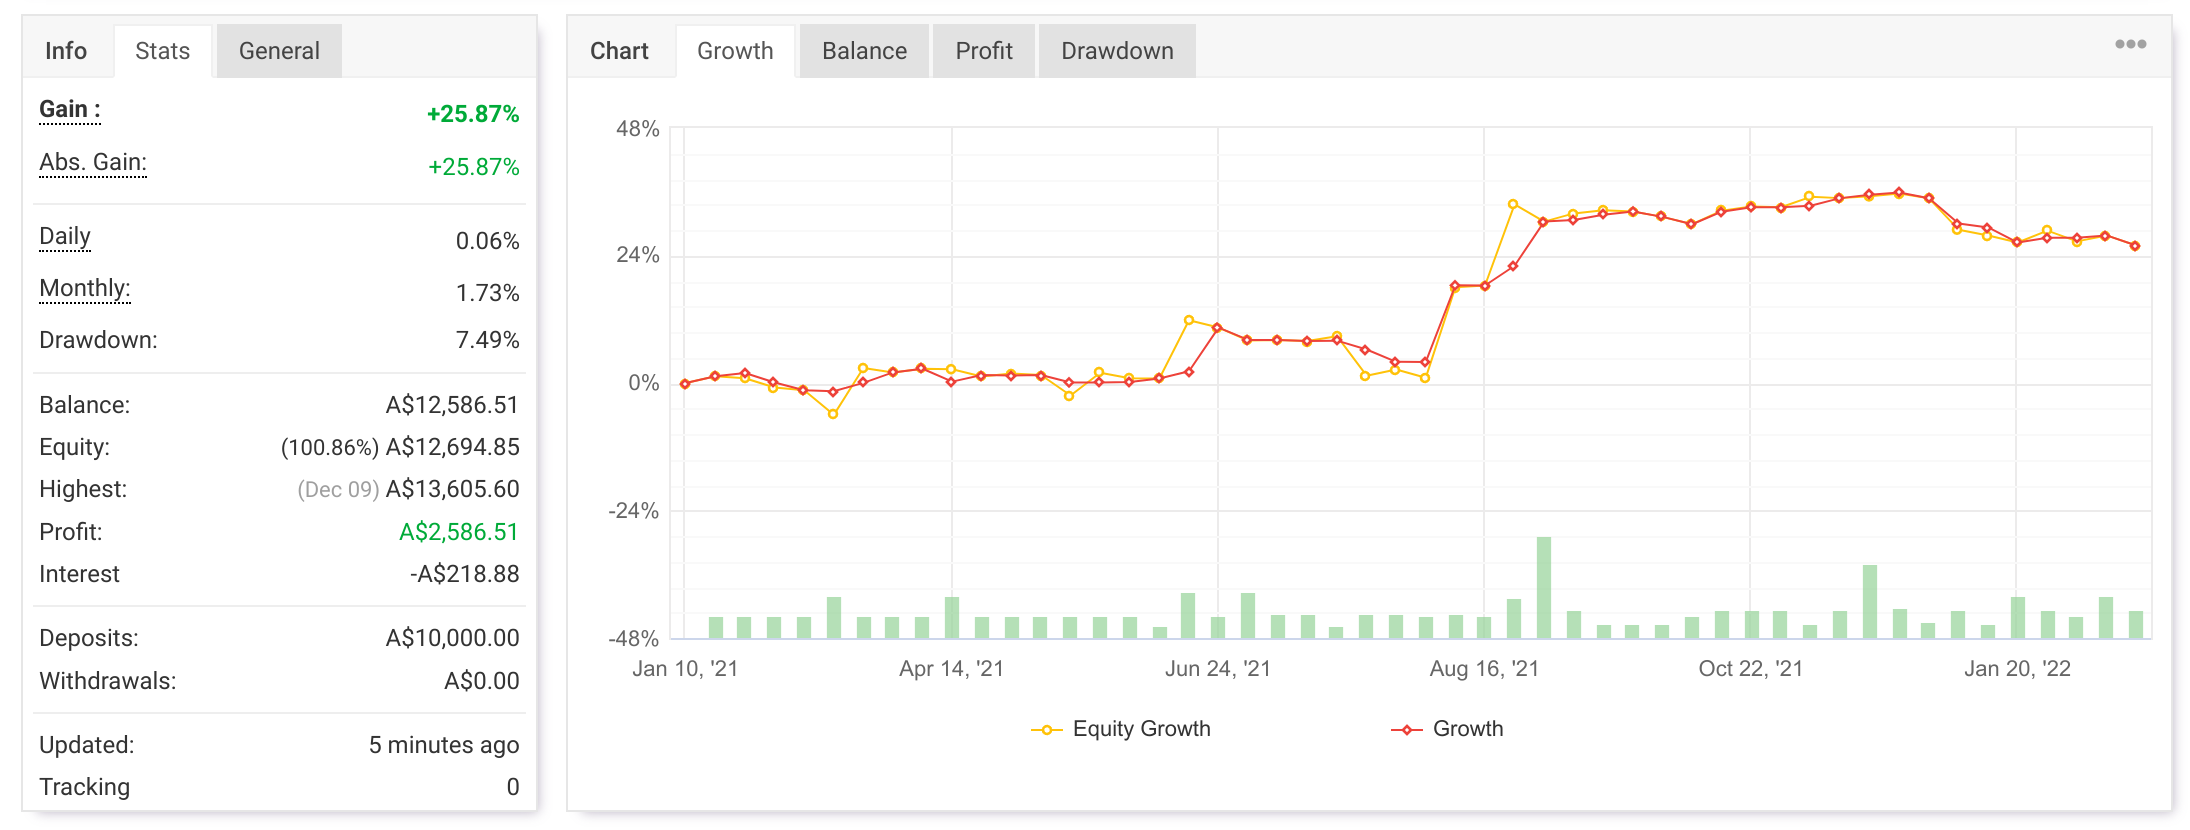 Info Stats General
Gain : +25.87%
Abs. Gain: +25.87%
Daily 0.06%
Monthly: 1.73%
Drawdown: 7.49%
Balance: A$12,586.51
Equity: (100.86%) A$12,694.85
Highest: (Dec 09) A$13,605.60
Profit: A$2,586.51
Interest -A$218.88
Deposits: A$10,000.00
Withdrawals: A$0.00
Updated: 5 minutes ago
Tracking 0
Chart Growth Balance Profit Drawdown
48%
24%
0%
-24%
-48%
Jan 10, '21 Apr 14, '21 Jun 24, '21 Aug 16, '21 Oct 22, '21 Jan 20, '22
Equity Growth Growth